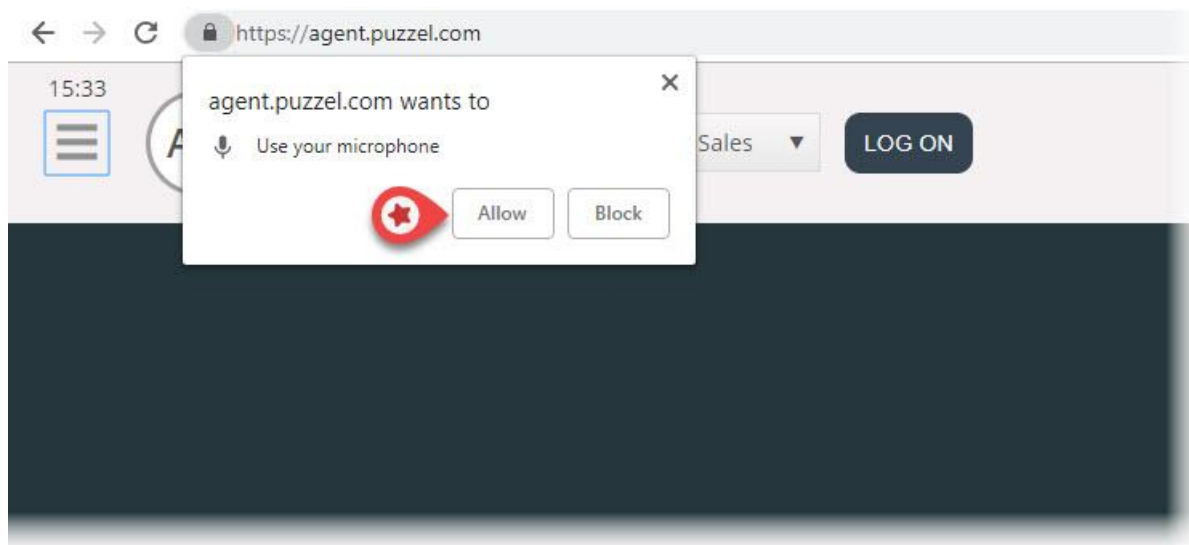 https://agent.puzzel.com
15:33
agent.puzzel.com wants to
Use your microphone
Allow
Block
A
Sales
LOG ON